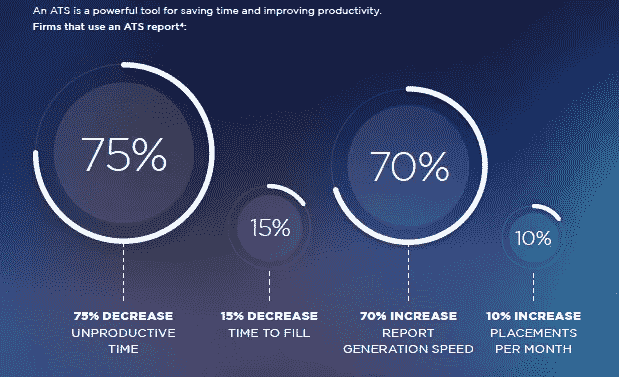 An ATS is a powerful tool for saving time and improving productivity.
Firms that use an ATS report*:
75%
15%
70%
10%
75% DECREASE
UNPRODUCTIVE
TIME
15% DECREASE
TIME TO FILL
70% INCREASE
REPORT
GENERATION SPEED
10% INCREASE
PLACEMENTS
PER MONTH